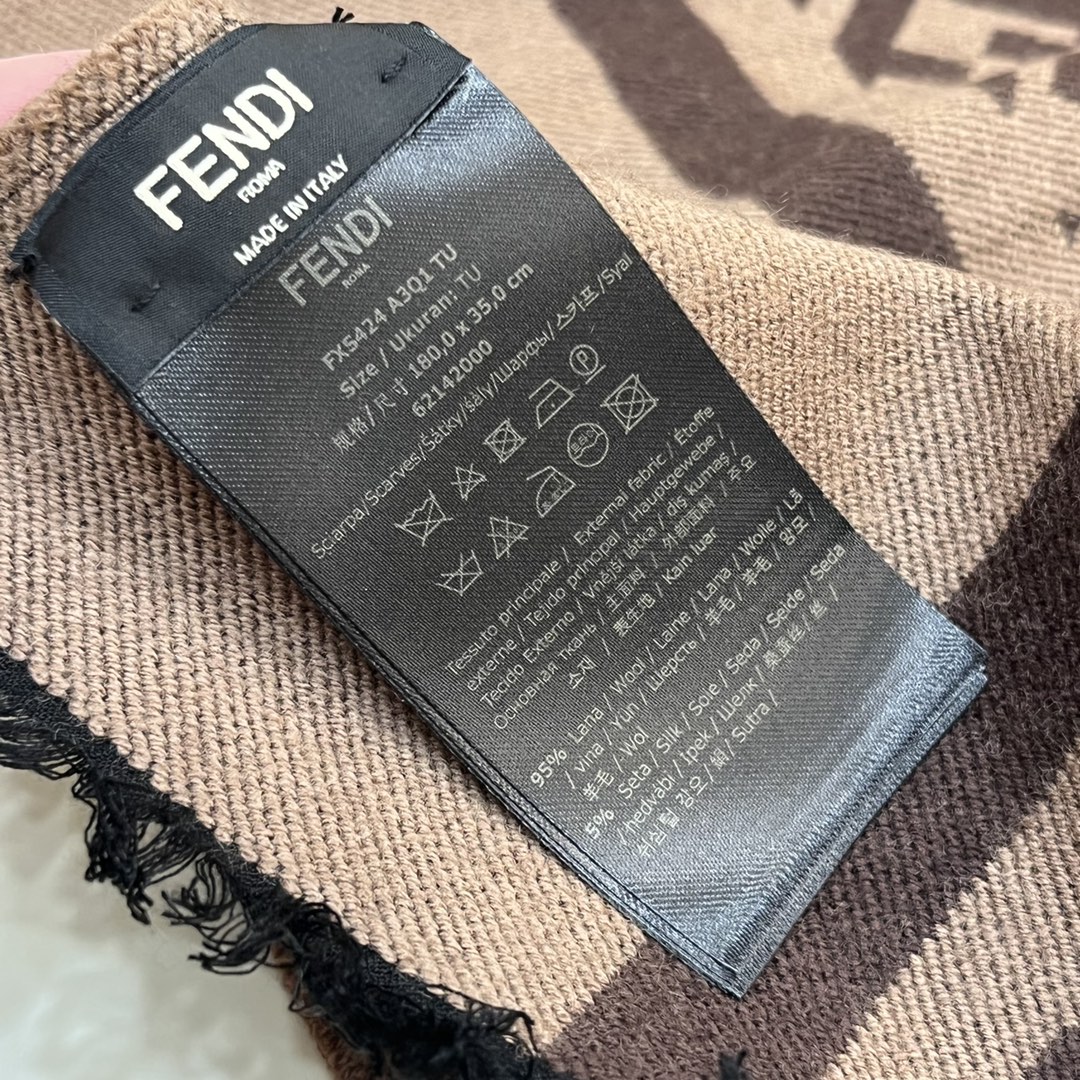 FENDI
ROMA
MADE IN ITALY
FENDI
ROMA
FXS424 A3Q1 TU
Size / Ukuran: TU
规格/尺寸 180,0 x 35,0 cm
62142000
Sciarpa/Scarves/Šátky/šály/Шарфы/스카프/Syal
P
Tessuto principale / External fabric / Étoffe
externe / Tejido principal / Hauptgewebe /
Tecido Externo / Vnější látka / dış kumaş /
Основная ткань / 主面料 / 外部面料 / 주요
소재 / 表生地 / Kain luar
95% Lana / Wool / Laine / Lana / Wolle / Lã
/ vlna / Yün / Шерсть / 羊毛 / 羊毛 / 양모 /
羊毛 / Wol
5% Seta / Silk / Soie / Seda / Seide / Seda
/ hedvábí / İpek / Шелк / 桑蚕丝 / 丝 /
/ 絹 / Sutra /